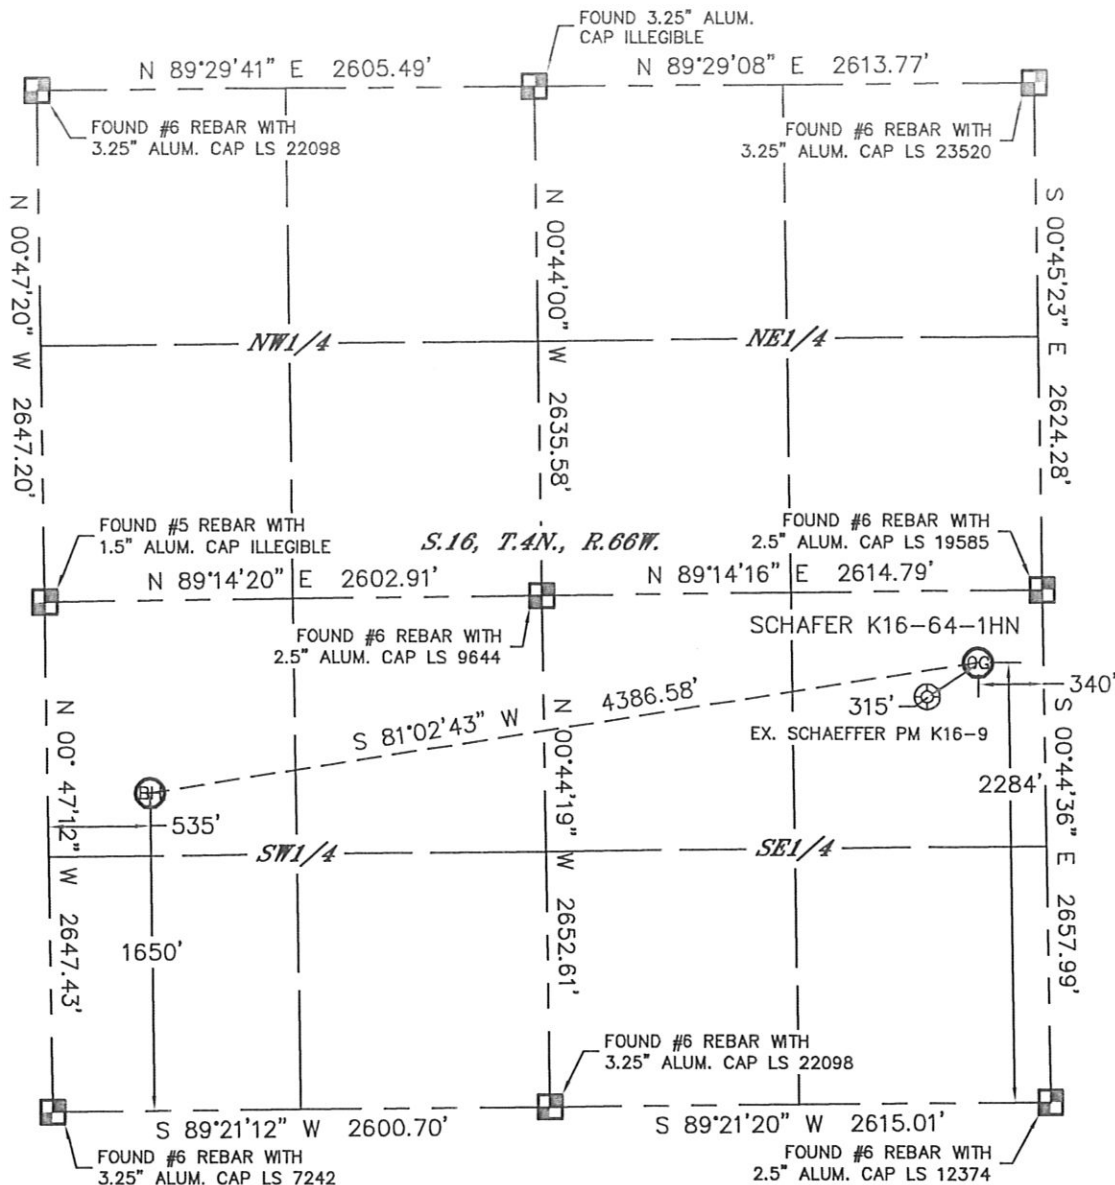 FOUND 3.25" ALUM.
CAP ILLEGIBLE
N 89°29'41" E 2605.49'
N 89°29'08" E 2613.77'
FOUND #6 REBAR WITH
3.25" ALUM. CAP LS 22098
FOUND #6 REBAR WITH
3.25" ALUM. CAP LS 23520
N 00°47'20" W 2647.20'
N 00°44'00" W 2635.58'
S 00°45'23" E 2624.28'
NW1/4
NE1/4
FOUND #5 REBAR WITH
1.5" ALUM. CAP ILLEGIBLE
S.16, T.4N., R.66W.
FOUND #6 REBAR WITH
2.5" ALUM. CAP LS 19585
N 89°14'20" E 2602.91'
N 89°14'16" E 2614.79'
FOUND #6 REBAR WITH
2.5" ALUM. CAP LS 9644
SCHAFER K16-64-1HN
OG
340'
315'
EX. SCHAEFFER PM K16-9
S 81°02'43" W 4386.58'
2284'
BH
535'
N 00° 47'12" W 2647.43'
N 00°44'19" W 2652.61'
S 00°44'36" E 2657.99'
SW1/4
SE1/4
1650'
FOUND #6 REBAR WITH
3.25" ALUM. CAP LS 22098
S 89°21'12" W 2600.70'
S 89°21'20" W 2615.01'
FOUND #6 REBAR WITH
3.25" ALUM. CAP LS 7242
FOUND #6 REBAR WITH
2.5" ALUM. CAP LS 12374